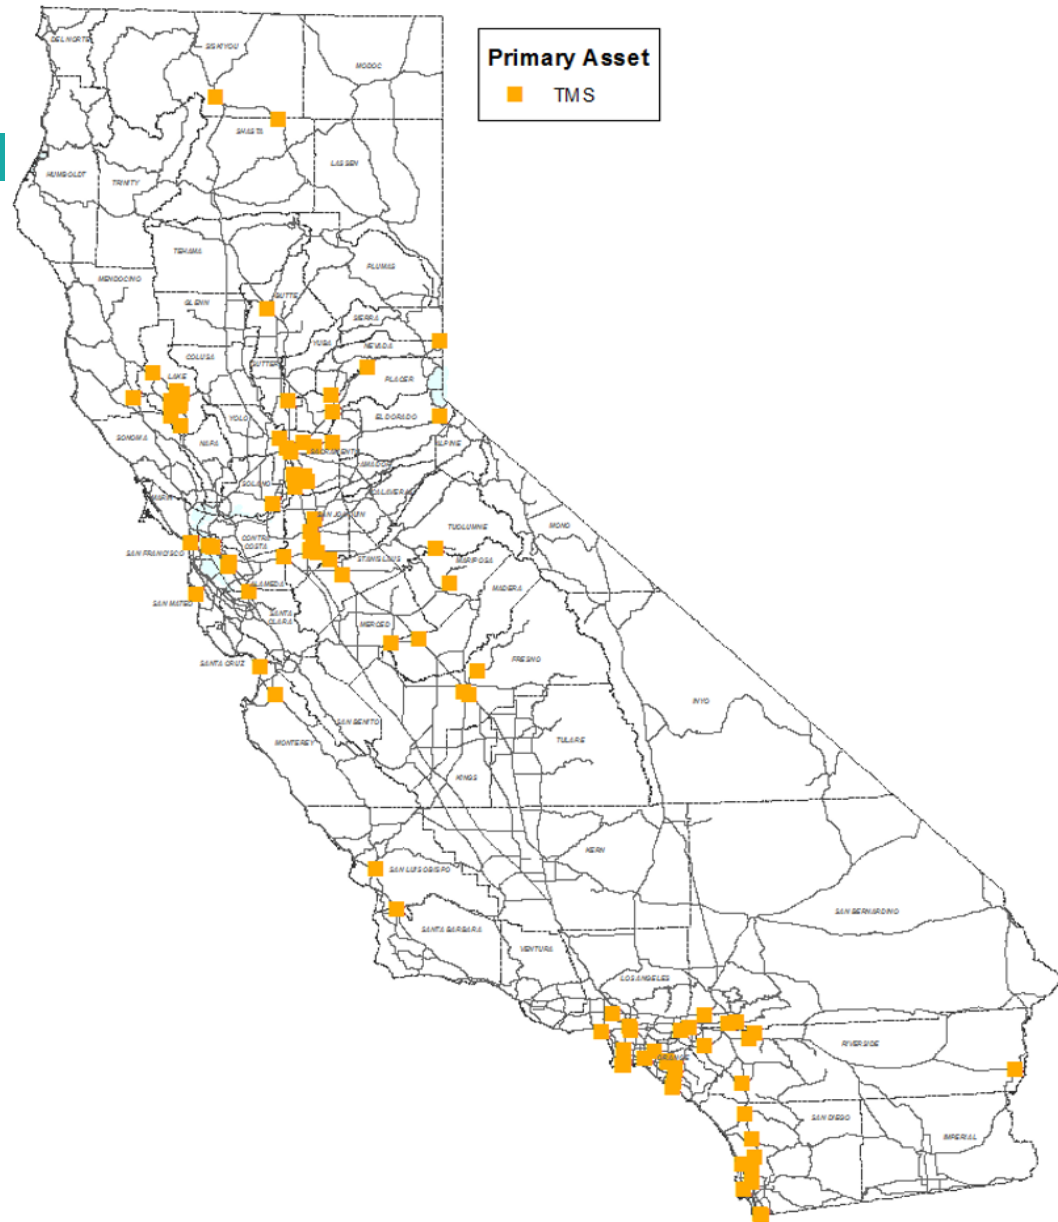 Primary Asset
TMS
DEL NORTE
SISKIYOU
MODOC
SHASTA
LASSEN
HUMBOLDT
TRINITY
TEHAMA
PLUMAS
MENDOCINO
GLENN
BUTTE
SIERRA
YUBA
NEVADA
COLUSA
SUTTER
LAKE
PLACER
YOLO
EL DORADO
SONOMA
NAPA
SACRAMENTO
ALPINE
AMADOR
SOLANO
CALAVERAS
MARIN
SAN JOAQUIN
TUOLUMNE
MONO
CONTRA
COSTA
SAN FRANCISCO
STANISLAUS
MARIPOSA
ALAMEDA
MADERA
SAN MATEO
SANTA
CLARA
MERCED
SANTA CRUZ
FRESNO
INYO
SAN BENITO
MONTEREY
TULARE
KINGS
KERN
SAN LUIS OBISPO
SAN BERNARDINO
SANTA BARBARA
VENTURA
LOS ANGELES
ORANGE
RIVERSIDE
SAN DIEGO
IMPERIAL